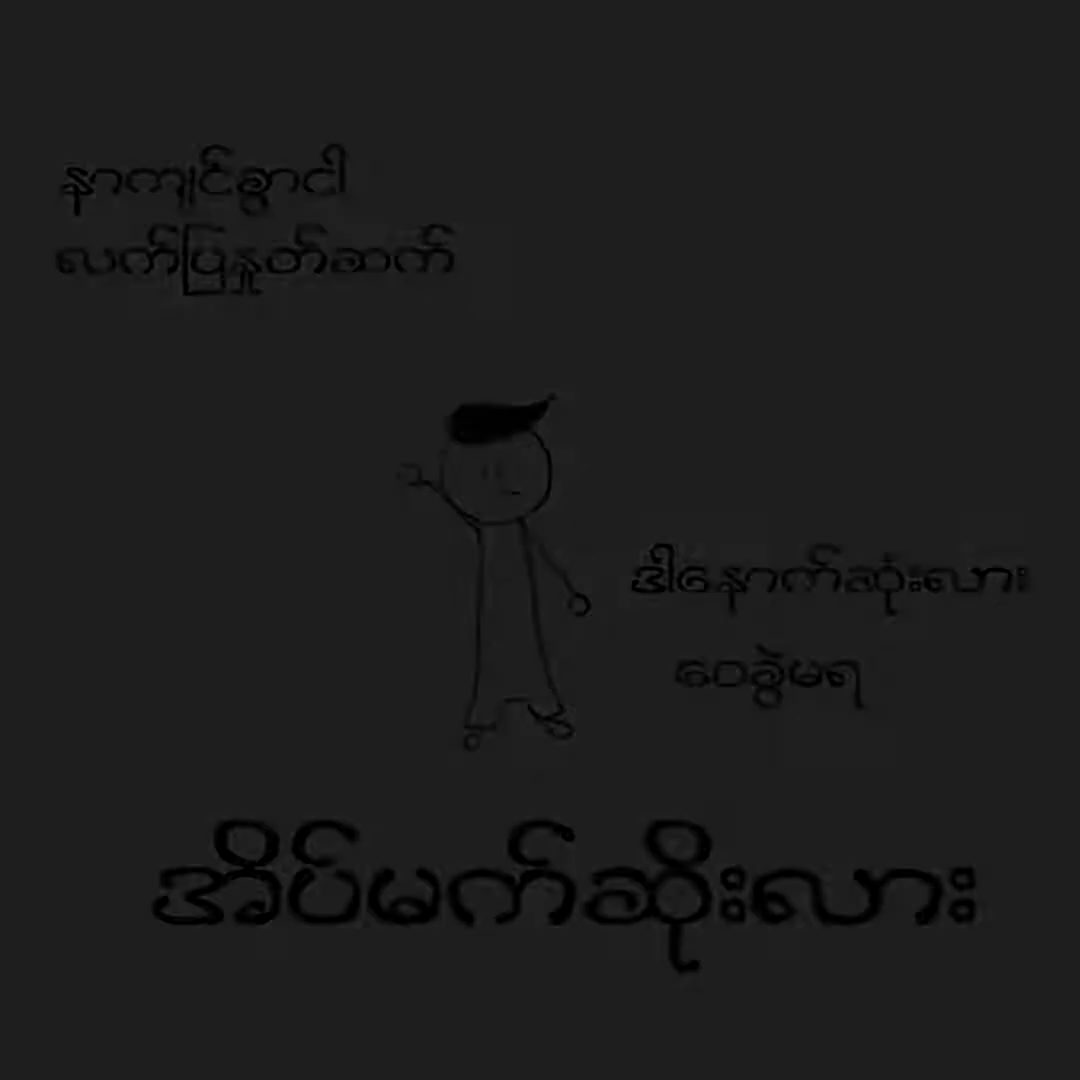 နာကျင်ခွာငါ
လက်ပြနှုတ်ဆက်
ဒါနောက်ဆုံးလား
ဝေခွဲမရ
အိပ်မက်ဆိုးလား